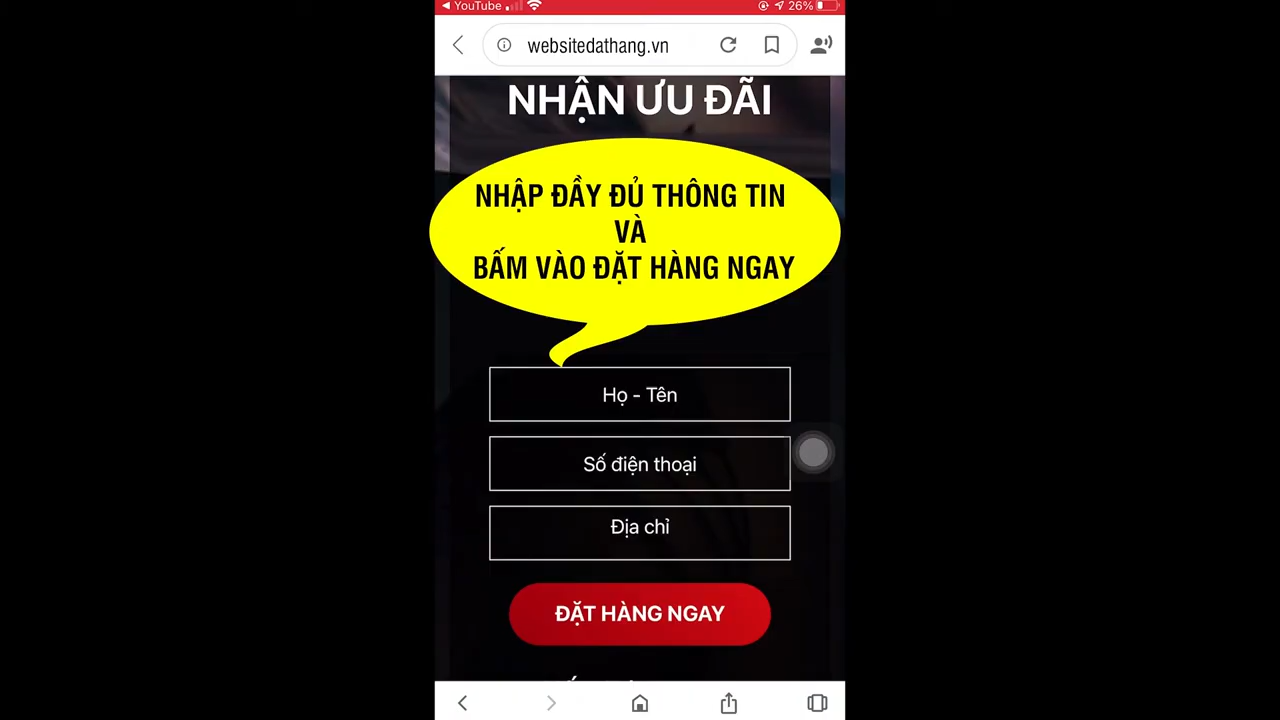 YouTube
26%
websitedathang.vn
NHẬN ƯU ĐÃI
NHẬP ĐẦY ĐỦ THÔNG TIN
VÀ
BẤM VÀO ĐẶT HÀNG NGAY
Họ - Tên
Số điện thoại
Địa chỉ
ĐẶT HÀNG NGAY